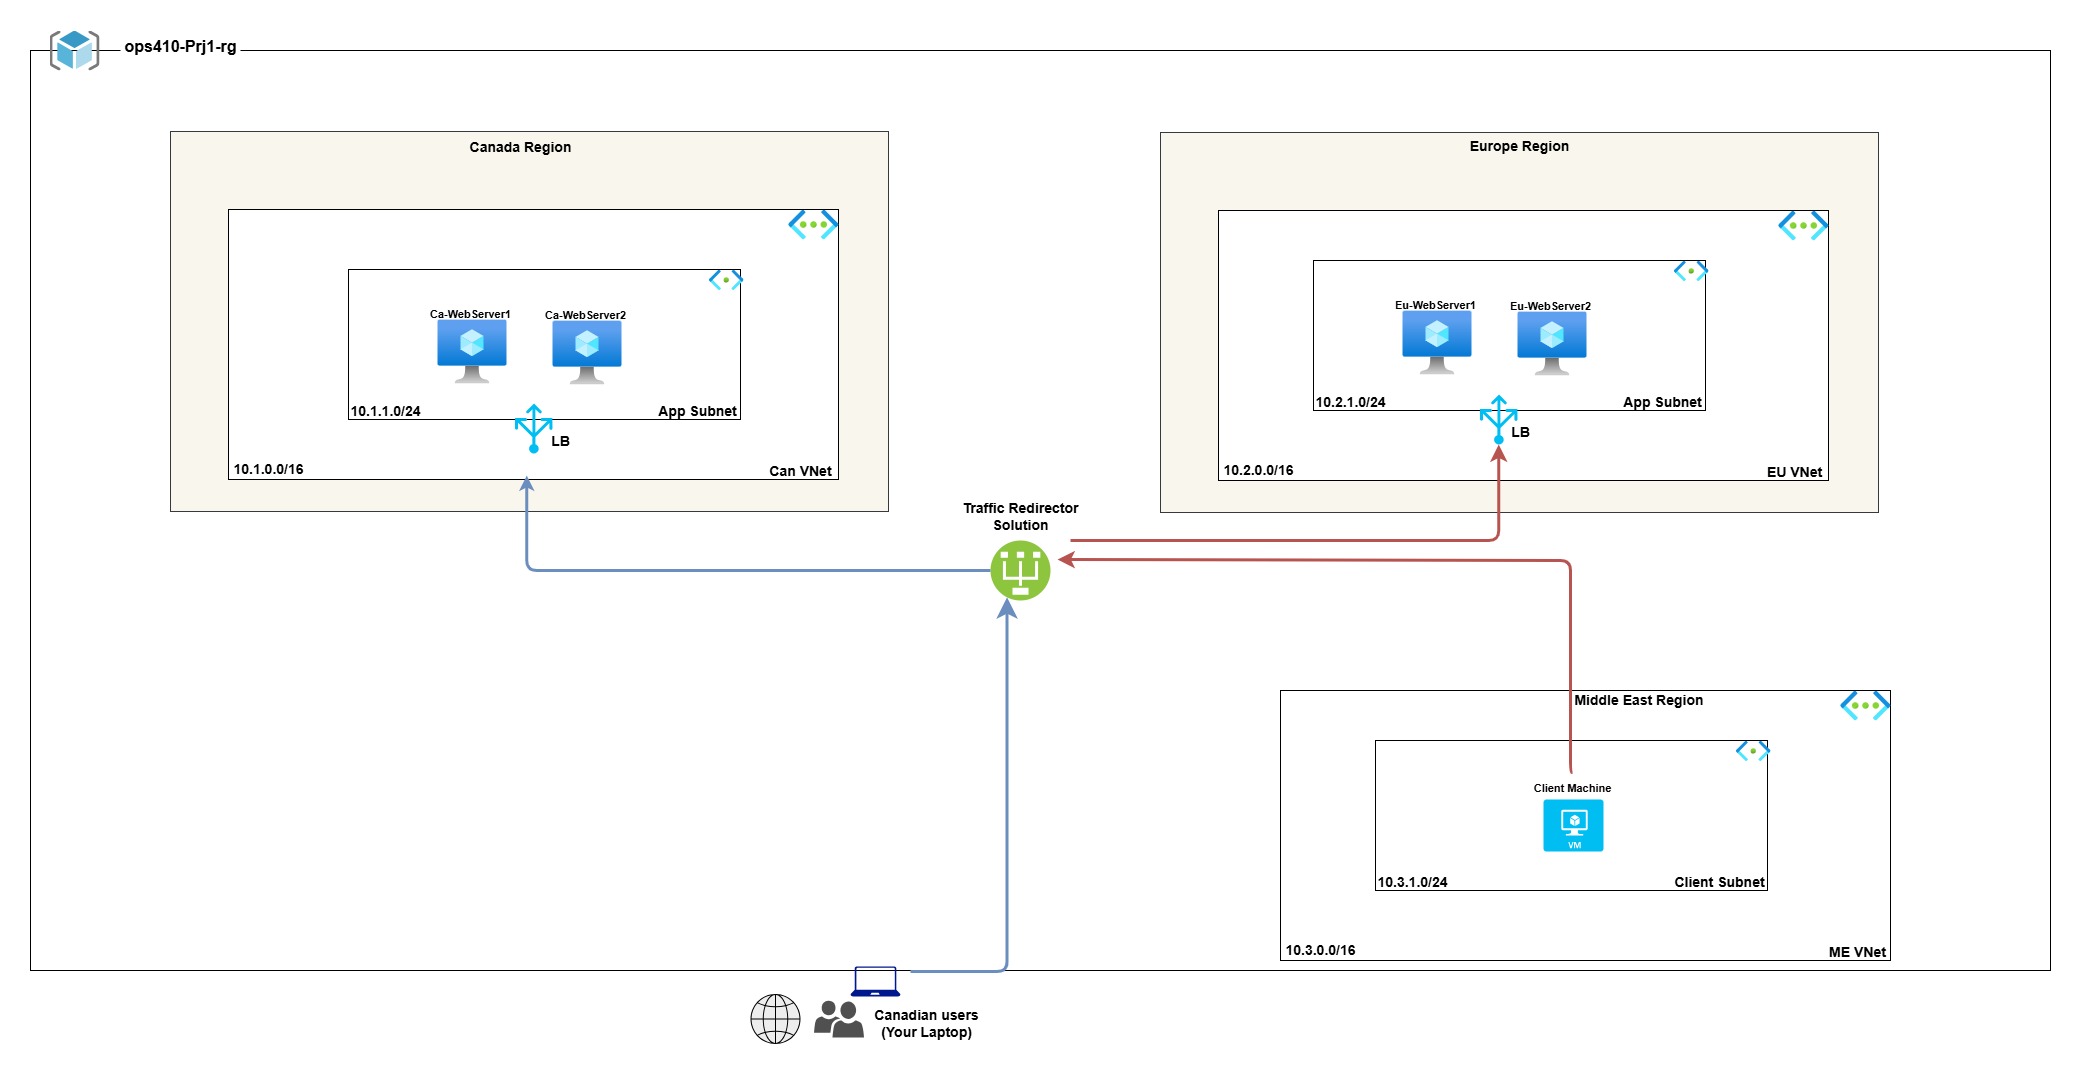 ops410-Prj1-rg
Canada Region
Ca-WebServer1
Ca-WebServer2
10.1.1.0/24
App Subnet
LB
10.1.0.0/16
Can VNet
Europe Region
Eu-WebServer1
Eu-WebServer2
10.2.1.0/24
App Subnet
LB
10.2.0.0/16
EU VNet
Traffic Redirector
Solution
Middle East Region
Client Machine
VM
10.3.1.0/24
Client Subnet
10.3.0.0/16
ME VNet
Canadian users
(Your Laptop)